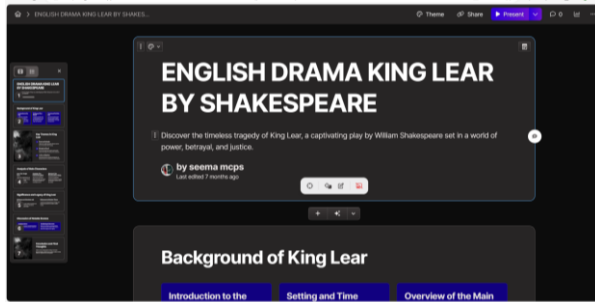 ENGLISH DRAMA KING LEAR BY SHAKES...
Theme
Share
Present
0
ENGLISH DRAMA KING LEAR
BY SHAKESPEARE
Discover the timeless tragedy of King Lear, a captivating play by William Shakespeare set in a world of
power, betrayal, and justice.
by seema mcps
Last edited 7 months ago
Background of King Lear
Introduction to the
Setting and Time
Overview of the Main